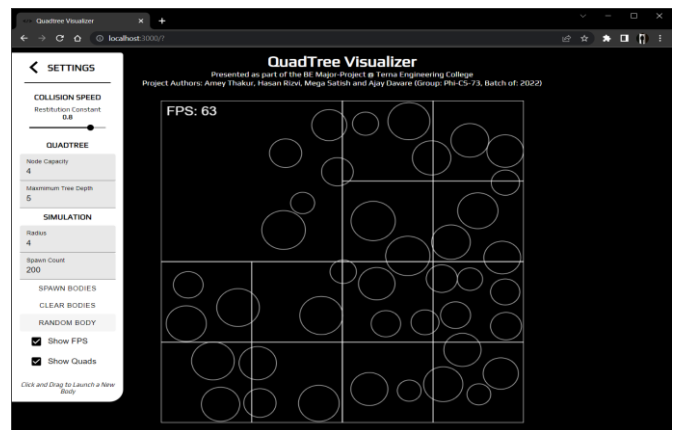 Quadtree Visualizer
localhost:3000/?
SETTINGS
COLLISION SPEED
Restitution Constant
0.8
QUADTREE
Node Capacity
4
Maxmimum Tree Depth
5
SIMULATION
Radius
4
Spawn Count
200
SPAWN BODIES
CLEAR BODIES
RANDOM BODY
Show FPS
Show Quads
Click and Drag to Launch a New
Body
QuadTree Visualizer
Presented as part of the BE Major-Project @ Terna Engineering College
Project Authors: Amey Thakur, Hasan Rizvi, Mega Satish and Ajay Davare (Group: Phi-CS-73, Batch of: 2022)
FPS: 63